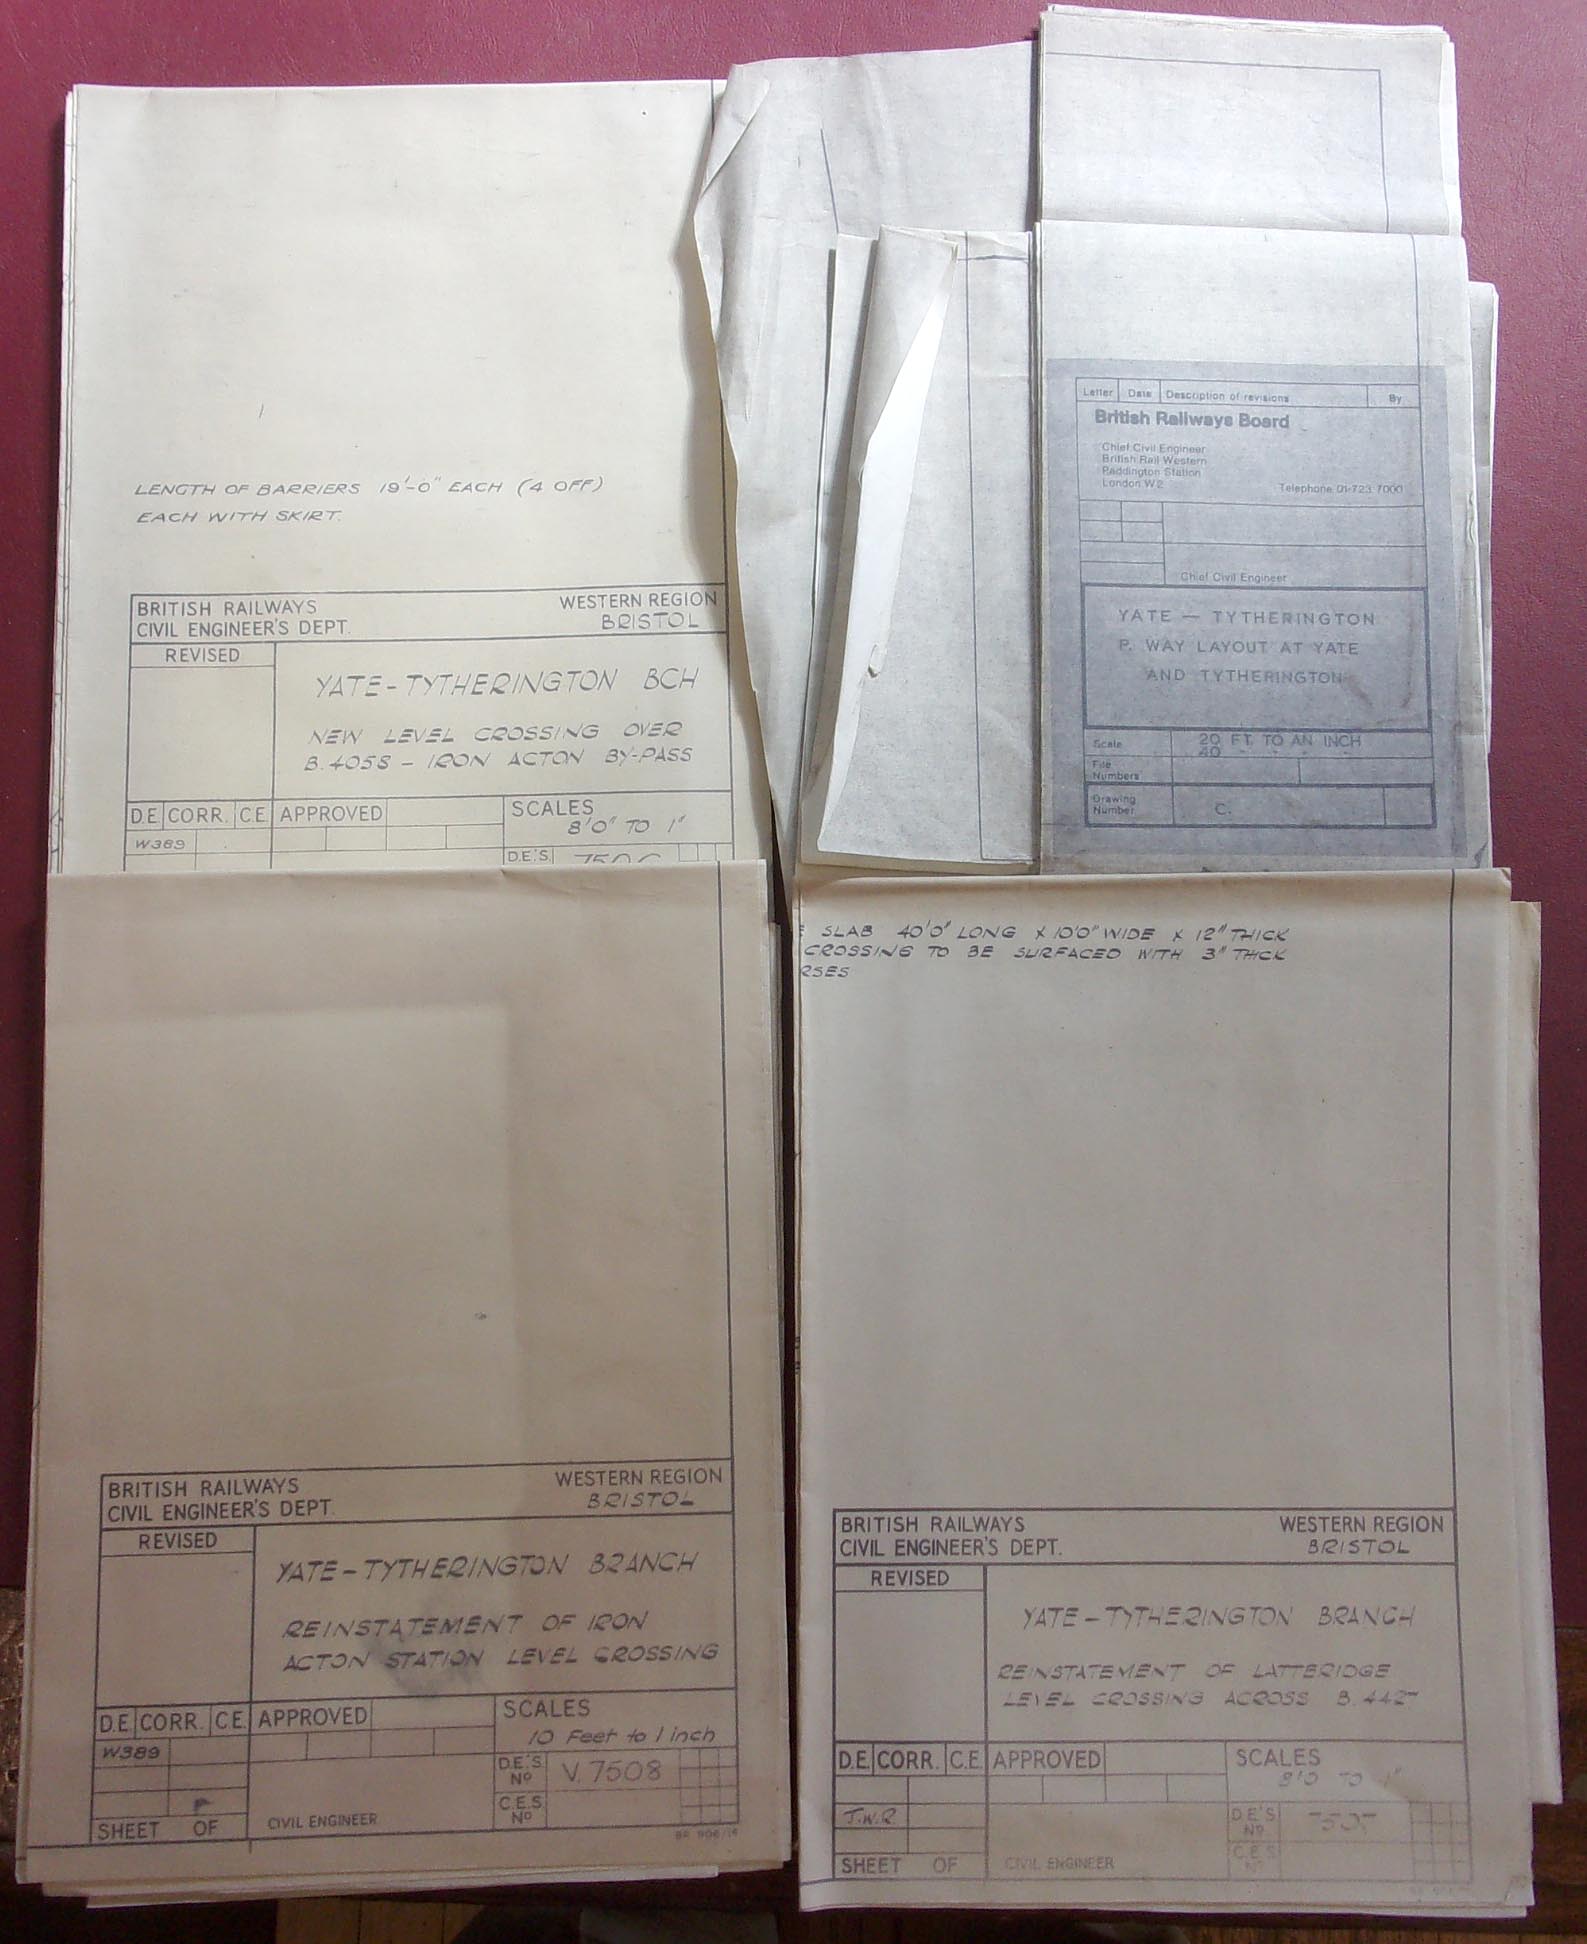 LENGTH OF BARRIERS 19'-0" EACH (4 OFF)
EACH WITH SKIRT.
BRITISH RAILWAYS WESTERN REGION
CIVIL ENGINEER'S DEPT. BRISTOL
REVISED
YATE-TYTHERINGTON BCH
NEW LEVEL CROSSING OVER
B.4058 - IRON ACTON BY-PASS
D.E. CORR. C.E. APPROVED SCALES
8'0" TO 1"
W389
D.E.'S
Letter Date Description of revisions By
British Railways Board
Chief Civil Engineer
British Rail Western
Paddington Station
London W2 Telephone 01-723 7000
Chief Civil Engineer
YATE — TYTHERINGTON
P. WAY LAYOUT AT YATE
AND TYTHERINGTON
Scale 20 FT. TO AN INCH
40 " " " "
File
Numbers
Drawing
Number C.
BRITISH RAILWAYS WESTERN REGION
CIVIL ENGINEER'S DEPT. BRISTOL
REVISED
YATE-TYTHERINGTON BRANCH
REINSTATEMENT OF IRON
ACTON STATION LEVEL CROSSING
D.E. CORR. C.E. APPROVED SCALES
10 Feet to 1 inch
W389
D.E.'S
No V.7508
C.E.S.
No
SHEET OF CIVIL ENGINEER
SLAB 40'0" LONG X 10'0" WIDE X 12" THICK
CROSSING TO BE SURFACED WITH 3" THICK
RSES
BRITISH RAILWAYS WESTERN REGION
CIVIL ENGINEER'S DEPT. BRISTOL
REVISED
YATE-TYTHERINGTON BRANCH
REINSTATEMENT OF LATTERIDGE
LEVEL CROSSING ACROSS
D.E. CORR. C.E. APPROVED SCALES
8'0 TO 1"
J.W.R.
D.E'S
No
C.E.S
No
SHEET OF CIVIL ENGINEER